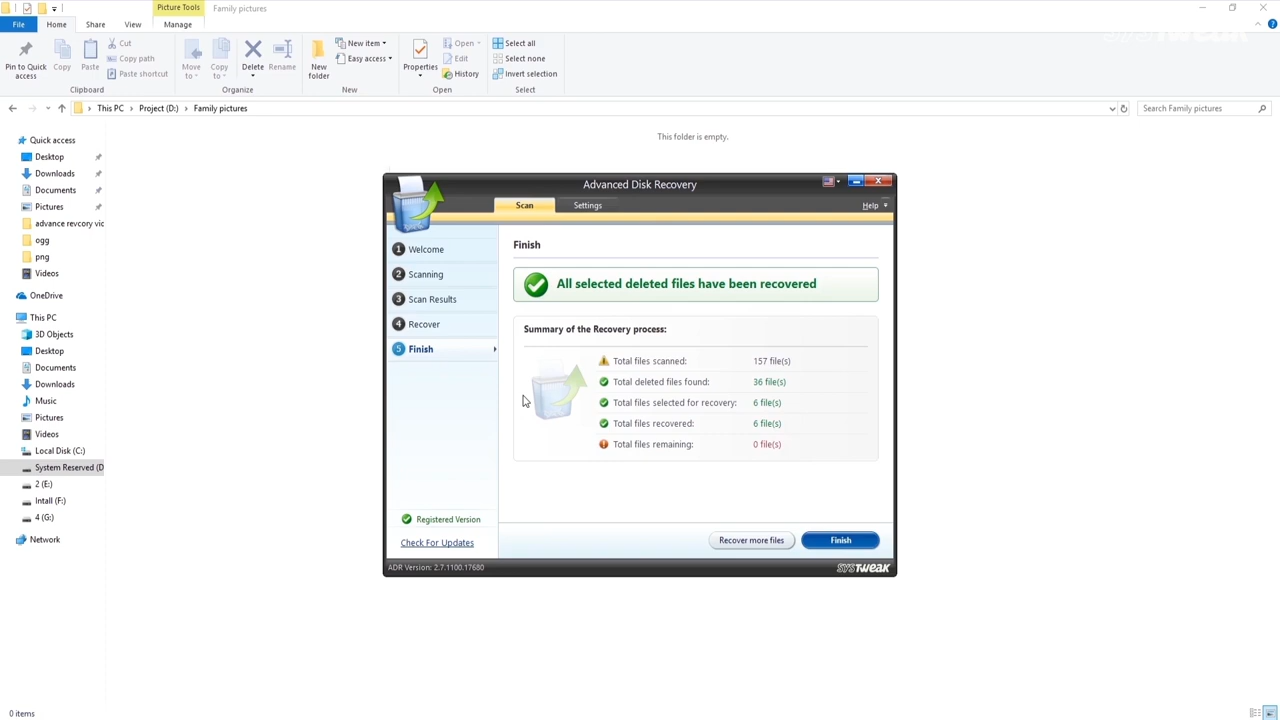 Picture Tools
Family pictures
File
Home
Share
View
Manage
Pin to Quick access
Copy
Paste
Cut
Copy path
Paste shortcut
Clipboard
Move to
Copy to
Delete
Rename
Organize
New folder
New item
Easy access
New
Properties
Open
Edit
History
Open
Select all
Select none
Invert selection
Select
SYSTweak
This PC
Project (D:)
Family pictures
Search Family pictures
This folder is empty.
Quick access
Desktop
Downloads
Documents
Pictures
advance revcory vic
ogg
png
Videos
OneDrive
This PC
3D Objects
Desktop
Documents
Downloads
Music
Pictures
Videos
Local Disk (C:)
System Reserved (D
2 (E:)
Intall (F:)
4 (G:)
Network
0 items
Advanced Disk Recovery
Scan
Settings
Help
1 Welcome
2 Scanning
3 Scan Results
4 Recover
5 Finish
Registered Version
Check For Updates
Finish
All selected deleted files have been recovered
Summary of the Recovery process:
Total files scanned: 157 file(s)
Total deleted files found: 36 file(s)
Total files selected for recovery: 6 file(s)
Total files recovered: 6 file(s)
Total files remaining: 0 file(s)
Recover more files
Finish
ADR Version: 2.7.1100.17680
SYSTWEAK